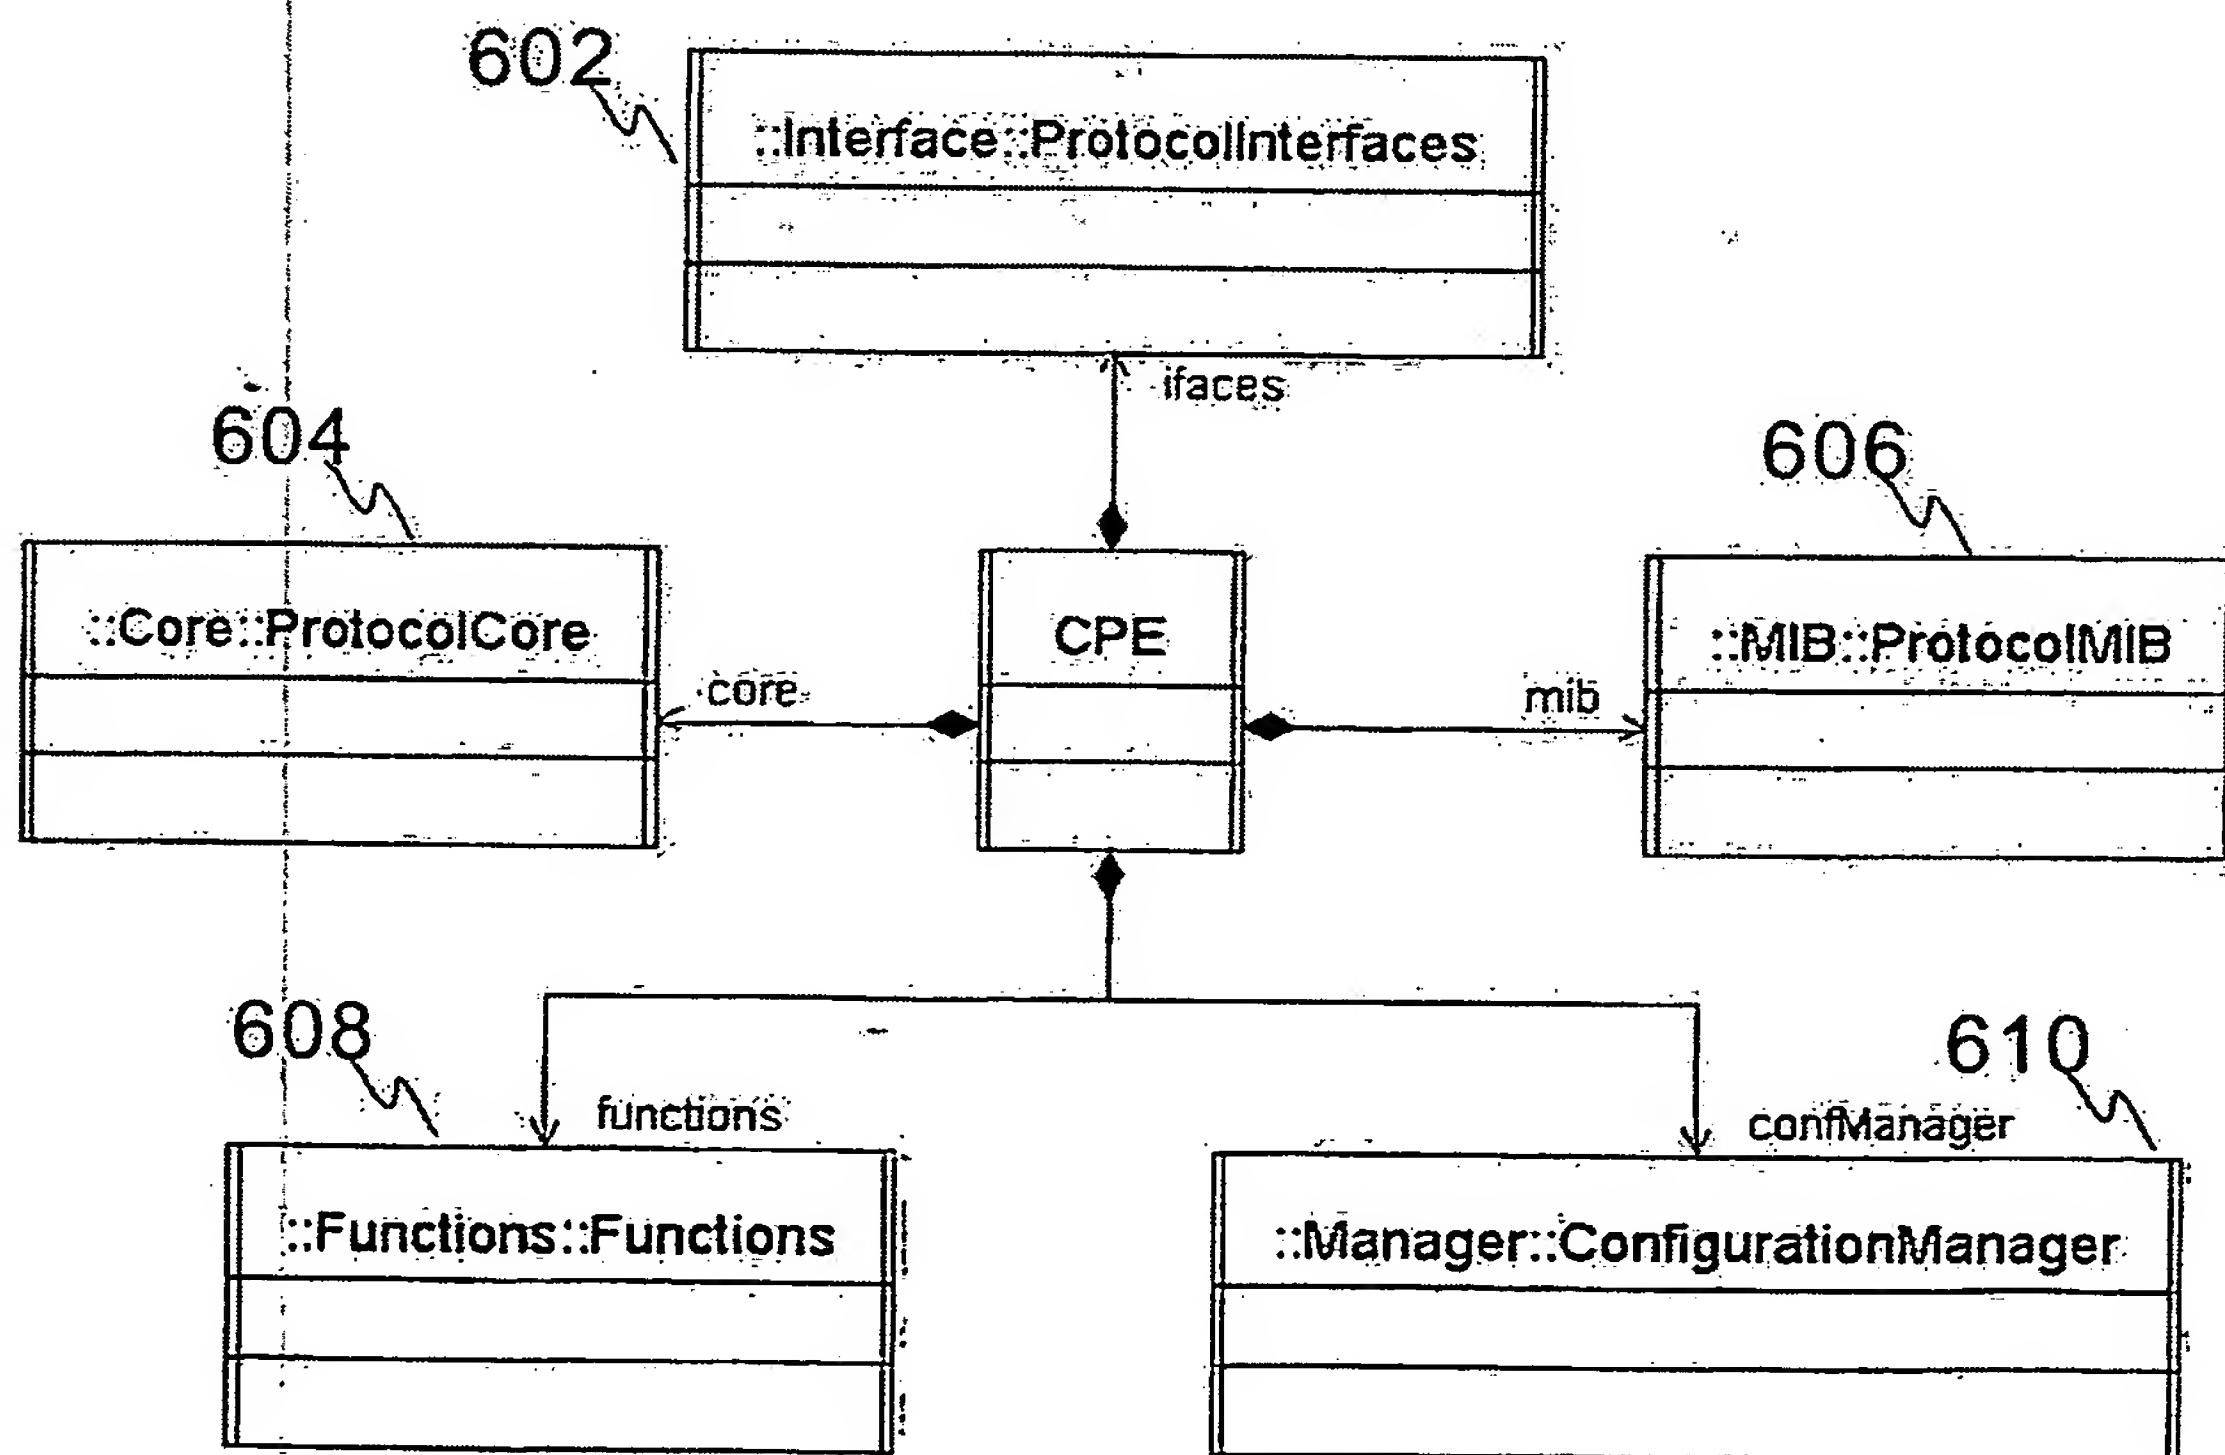 602
::Interface::ProtocolInterfaces
ifaces
604
606
::Core::ProtocolCore
CPE
::MIB::ProtocolMIB
core
mib
608
610
functions
confManager
::Functions::Functions
::Manager::ConfigurationManager